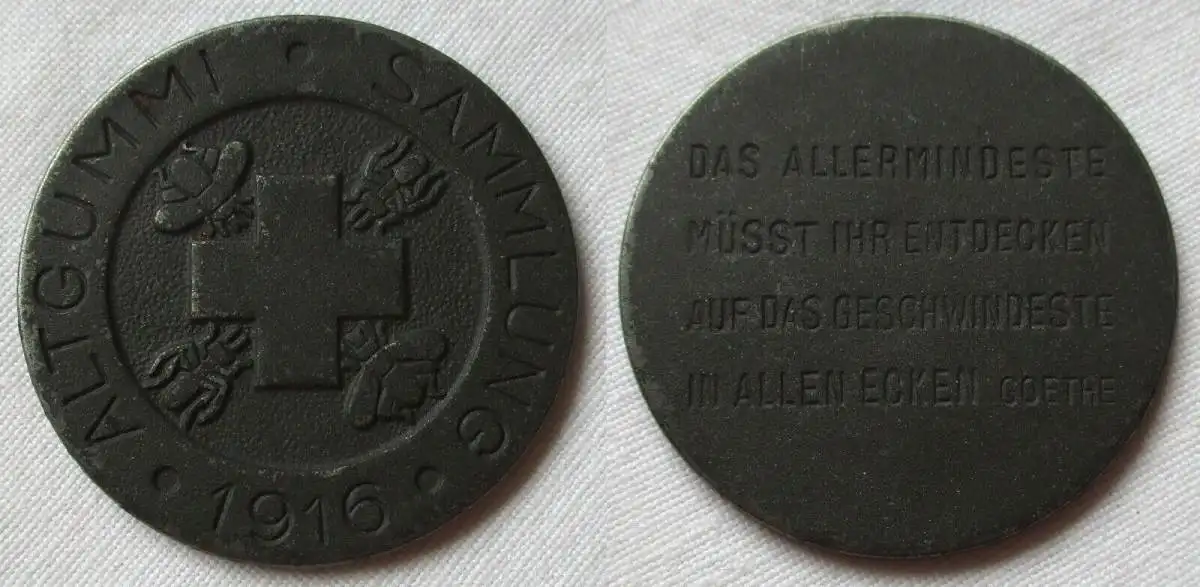 ALTGUMMI · SAMMLUNG
· 1916 ·
DAS ALLERMINDESTE
MÜSST IHR ENTDECKEN
AUF DAS GESCHWINDESTE
IN ALLEN ECKEN GOETHE